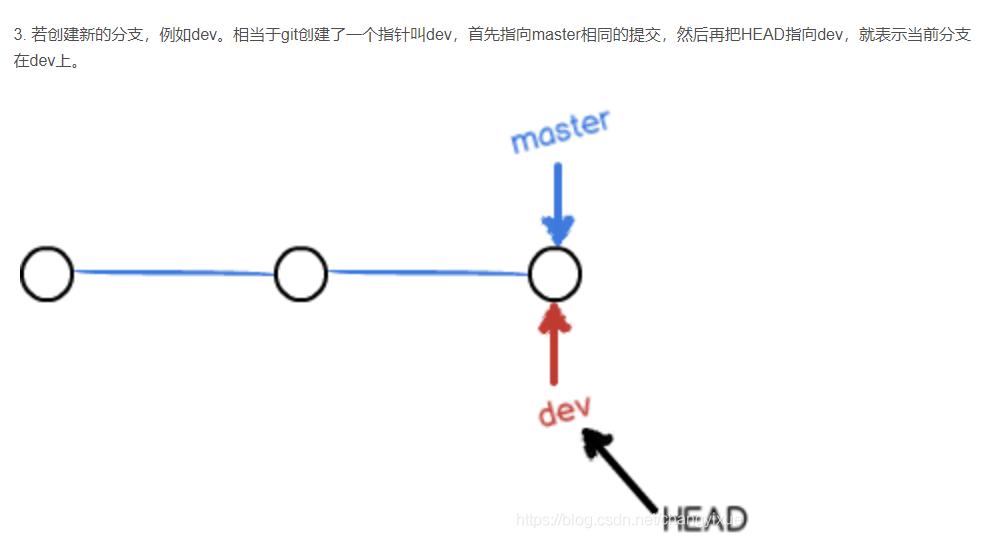 3. 若创建新的分支，例如dev。相当于git创建了一个指针叫dev，首先指向master相同的提交，然后再把HEAD指向dev，就表示当前分支
在dev上。
master
dev
HEAD